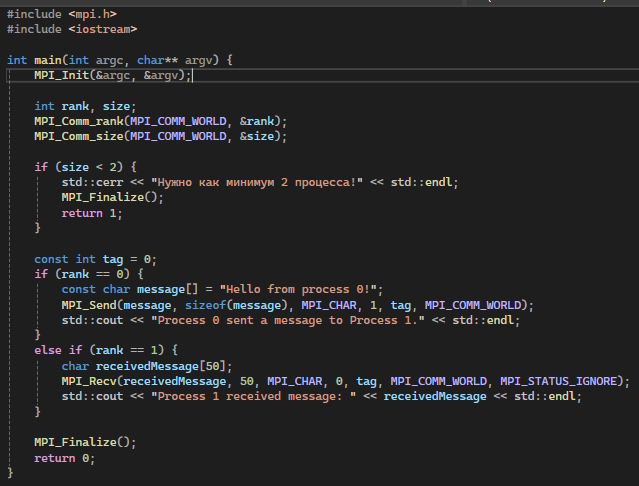 #include <mpi.h>
#include <iostream>
int main(int argc, char** argv) {
MPI_Init(&argc, &argv);
int rank, size;
MPI_Comm_rank(MPI_COMM_WORLD, &rank);
MPI_Comm_size(MPI_COMM_WORLD, &size);
if (size < 2) {
std::cerr << "Нужно как минимум 2 процесса!" << std::endl;
MPI_Finalize();
return 1;
}
const int tag = 0;
if (rank == 0) {
const char message[] = "Hello from process 0!";
MPI_Send(message, sizeof(message), MPI_CHAR, 1, tag, MPI_COMM_WORLD);
std::cout << "Process 0 sent a message to Process 1." << std::endl;
}
else if (rank == 1) {
char receivedMessage[50];
MPI_Recv(receivedMessage, 50, MPI_CHAR, 0, tag, MPI_COMM_WORLD, MPI_STATUS_IGNORE);
std::cout << "Process 1 received message: " << receivedMessage << std::endl;
}
MPI_Finalize();
return 0;
}